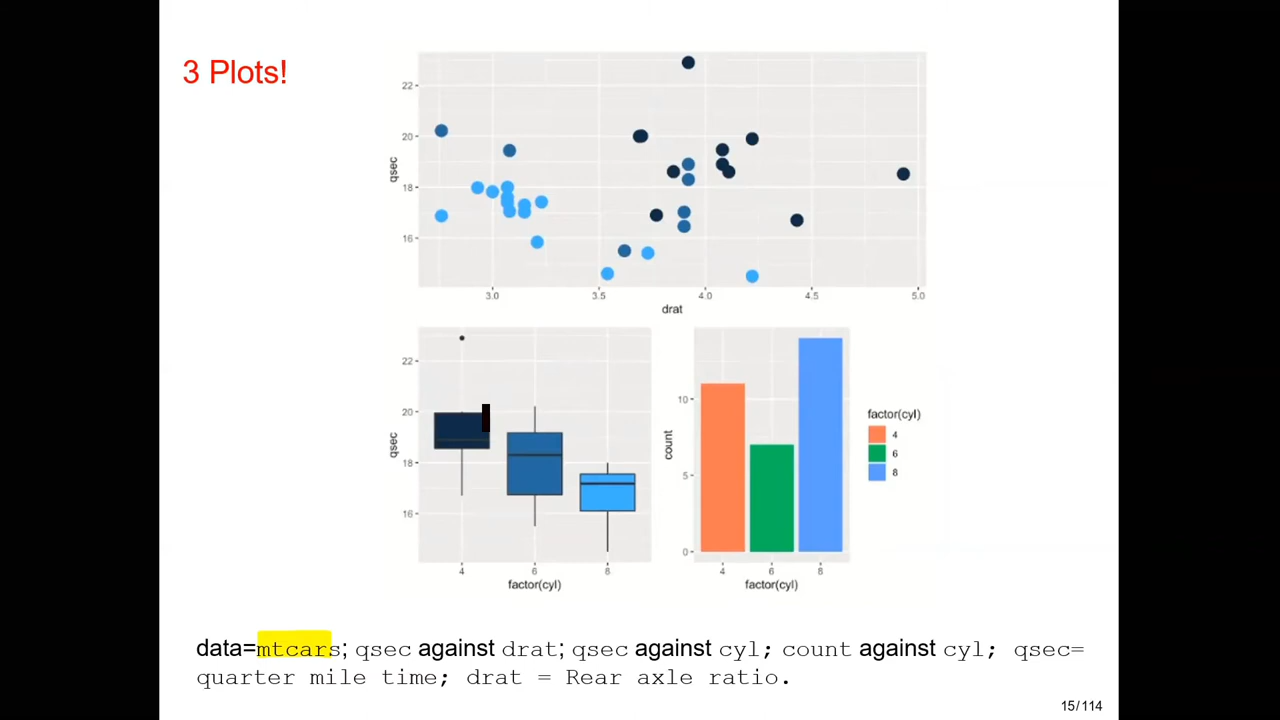 3 Plots!
22
20
18
16
qsec
3.0 3.5 4.0 4.5 5.0
drat
22
20
18
16
qsec
4 6 8
factor(cyl)
10
5
0
count
4 6 8
factor(cyl)
factor(cyl)
4
6
8
data=mtcars; qsec against drat; qsec against cyl; count against cyl; qsec=
quarter mile time; drat = Rear axle ratio.
15/114